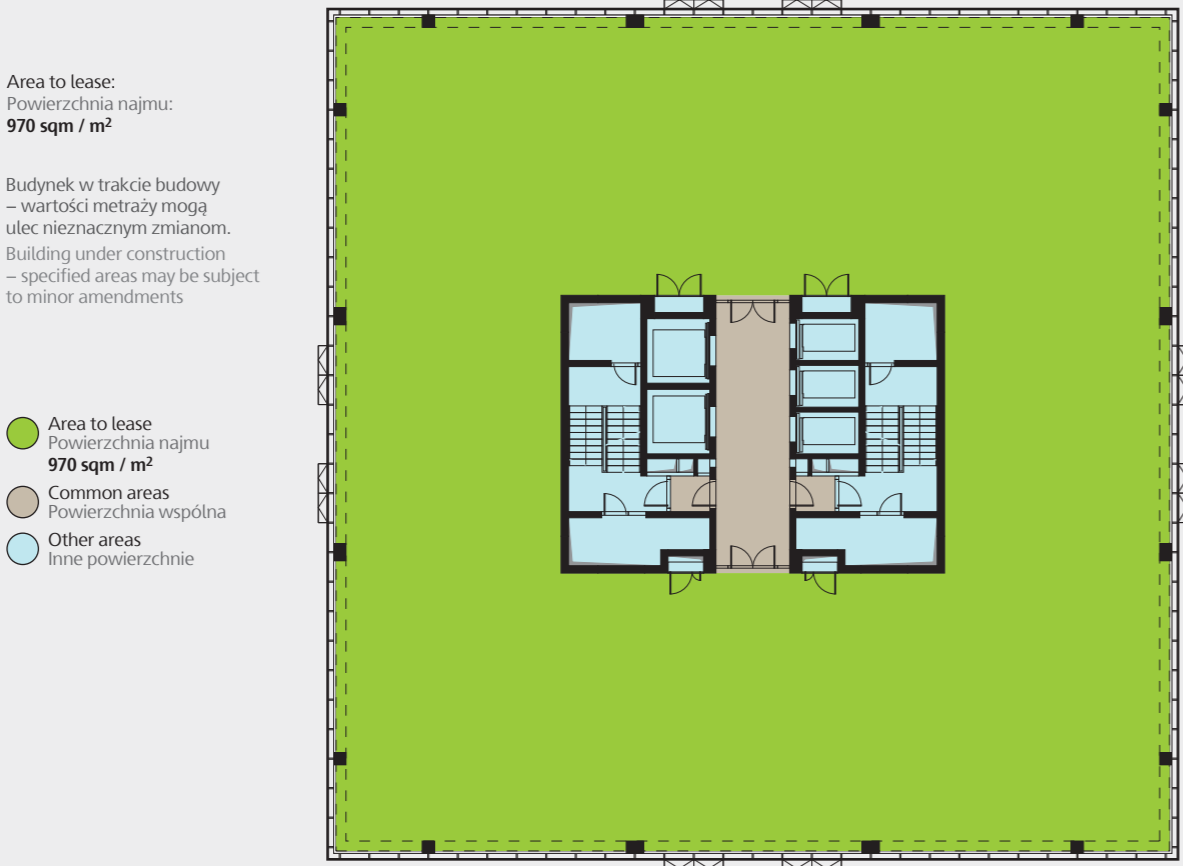 Area to lease:
Powierzchnia najmu:
970 sqm / m²
Budynek w trakcie budowy
– wartości metraży mogą
ulec nieznacznym zmianom.
Building under construction
– specified areas may be subject
to minor amendments
Area to lease
Powierzchnia najmu
970 sqm / m²
Common areas
Powierzchnia wspólna
Other areas
Inne powierzchnie